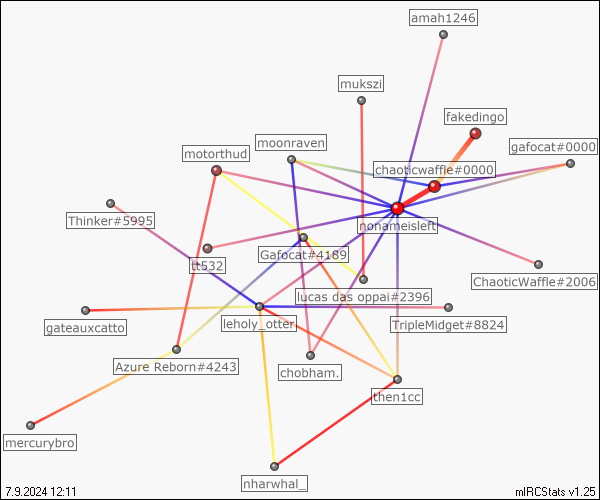 amah1246
mukszi
fakedingo
moonraven
gafocat#0000
motorthud
chaoticwaffle#0000
Thinker#5995
nonameisleft
Gafocat#4189
tt532
ChaoticWaffle#2006
lucas das oppai#2396
gateauxcatto
leholy_otter.
TripleMidget#8824
Azure Reborn#4243
chobham.
then1cc
mercurybro
nharwhal_
7.9.2024 12:11
mIRCStats v1.25